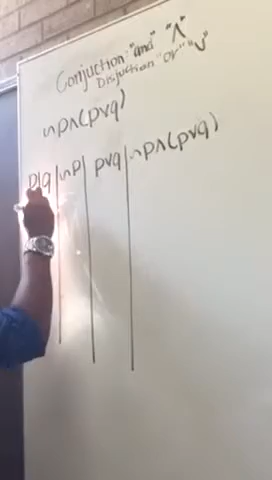 Conjuction "and" "∧"
Disjuction "or" "∨"
~p∧(p∨q)
p|q|~p|p∨q|~p∧(p∨q)